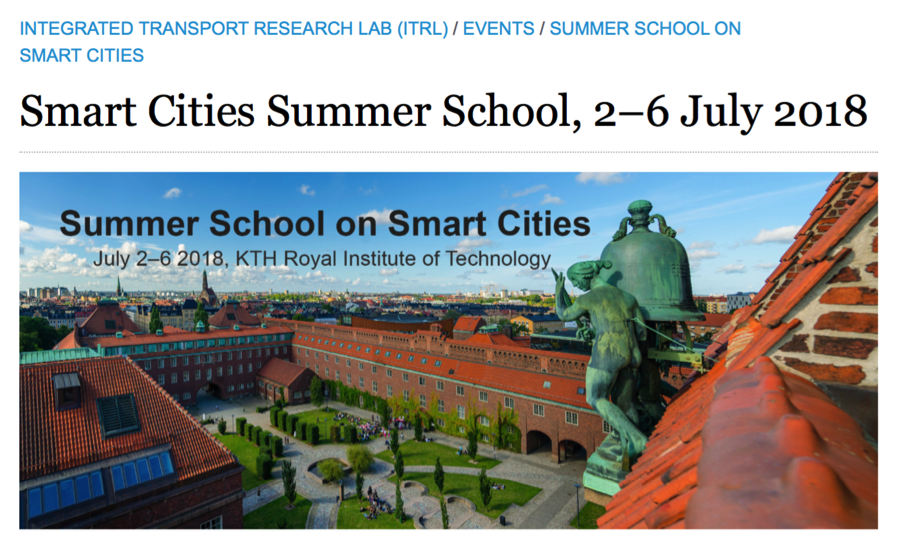 INTEGRATED TRANSPORT RESEARCH LAB (ITRL) / EVENTS / SUMMER SCHOOL ON
SMART CITIES
Smart Cities Summer School, 2–6 July 2018
Summer School on Smart Cities
July 2–6 2018, KTH Royal Institute of Technology